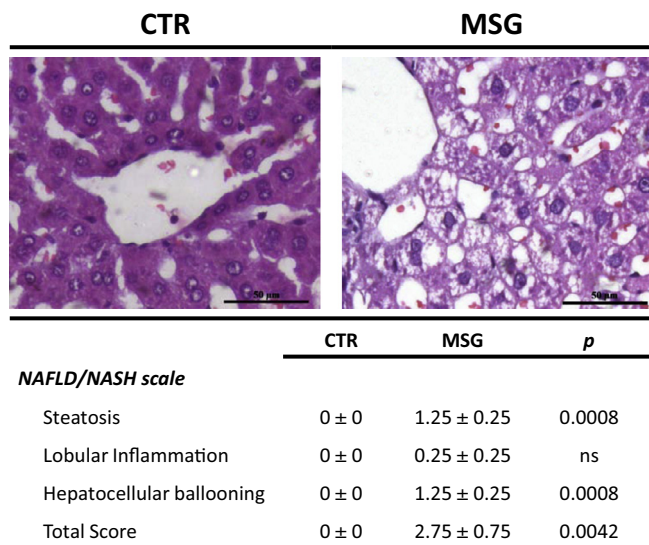 CTR MSG
50 µm 50 µm
CTR MSG p
NAFLD/NASH scale
Steatosis 0 ± 0 1.25 ± 0.25 0.0008
Lobular Inflammation 0 ± 0 0.25 ± 0.25 ns
Hepatocellular ballooning 0 ± 0 1.25 ± 0.25 0.0008
Total Score 0 ± 0 2.75 ± 0.75 0.0042